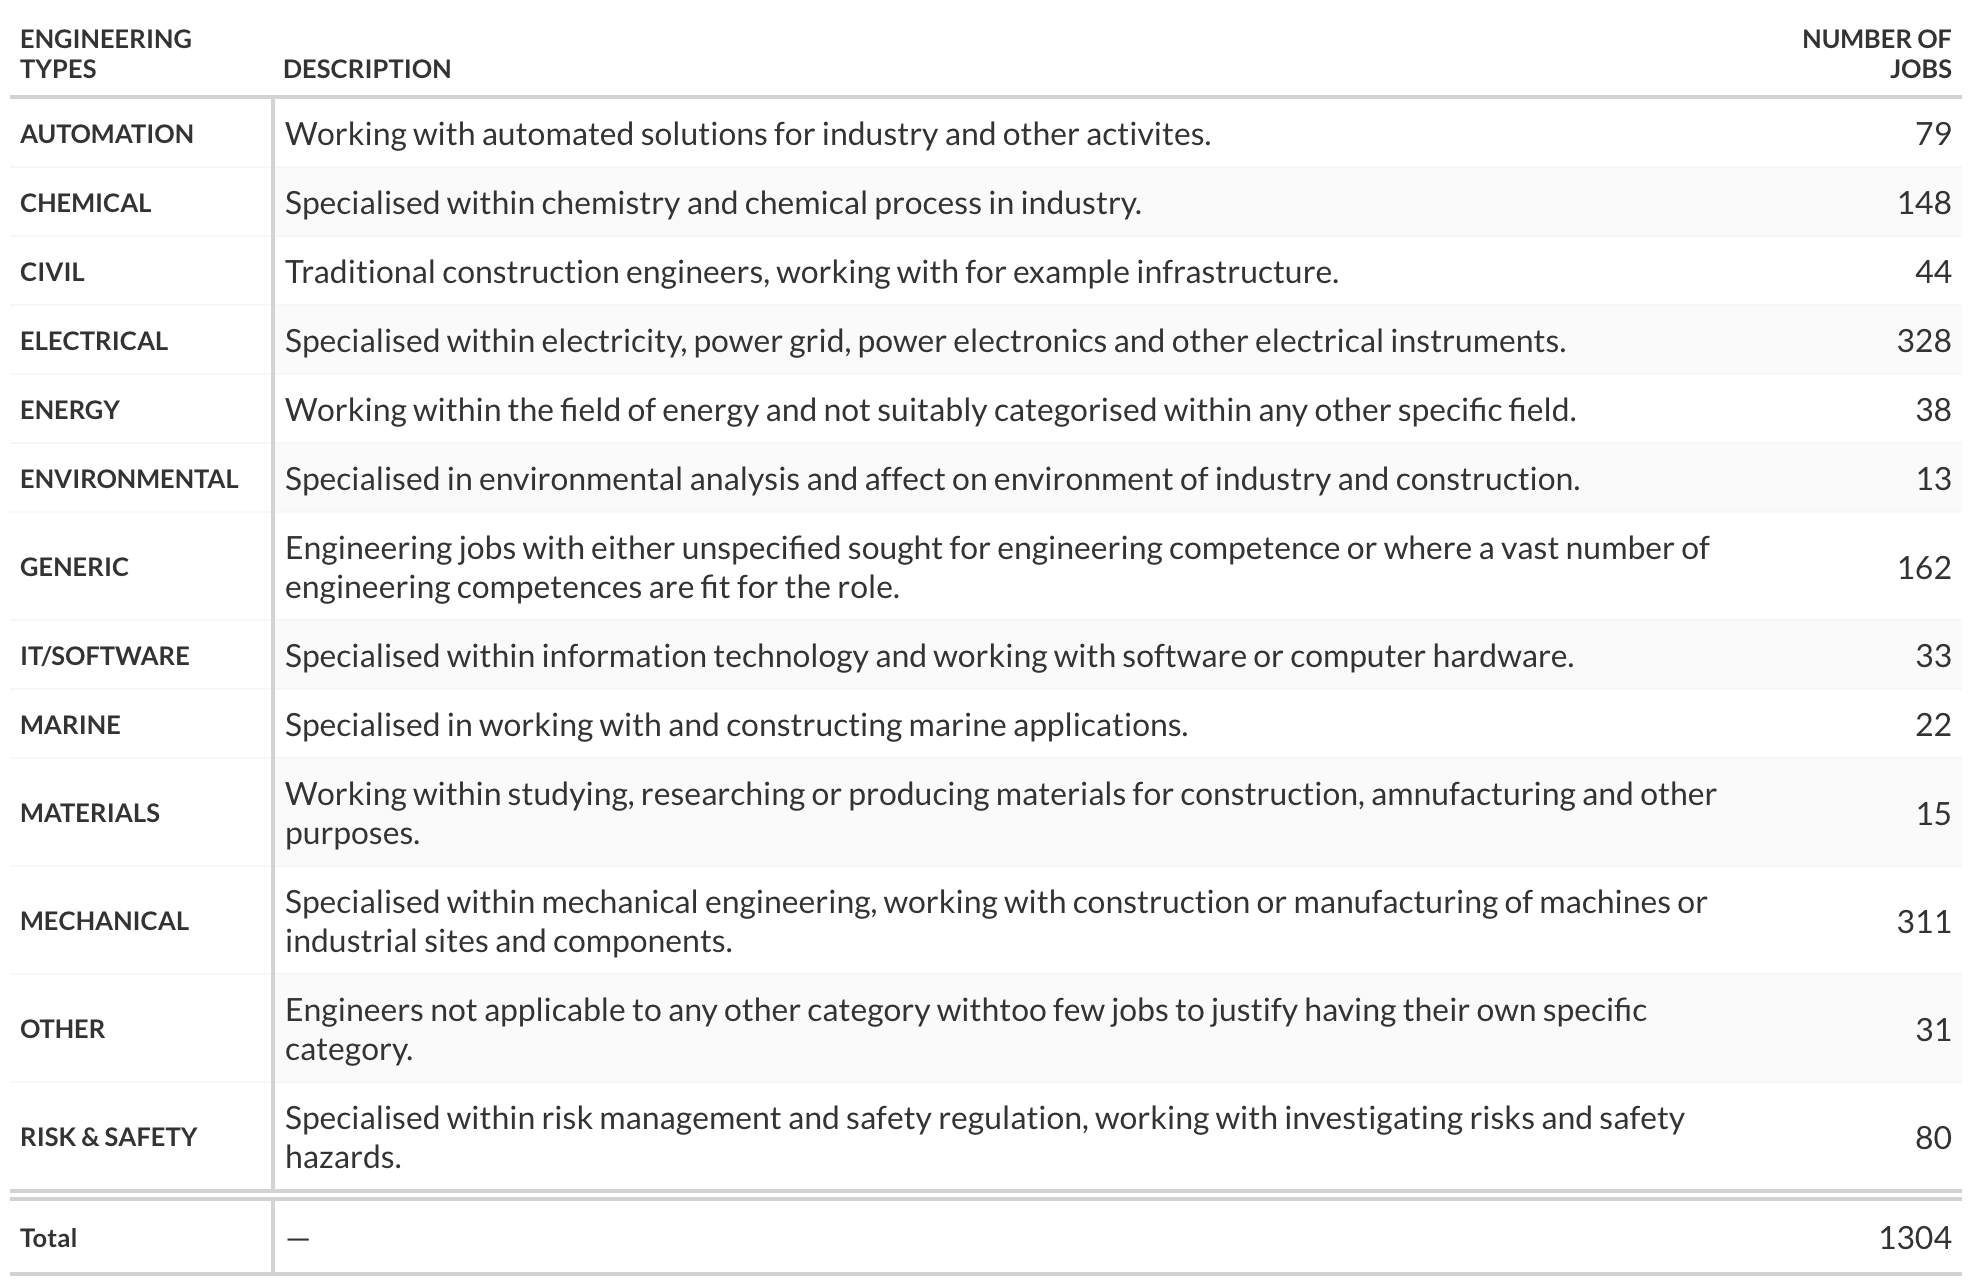 ENGINEERING TYPES DESCRIPTION NUMBER OF JOBS
AUTOMATION Working with automated solutions for industry and other activites. 79
CHEMICAL Specialised within chemistry and chemical process in industry. 148
CIVIL Traditional construction engineers, working with for example infrastructure. 44
ELECTRICAL Specialised within electricity, power grid, power electronics and other electrical instruments. 328
ENERGY Working within the field of energy and not suitably categorised within any other specific field. 38
ENVIRONMENTAL Specialised in environmental analysis and affect on environment of industry and construction. 13
GENERIC Engineering jobs with either unspecified sought for engineering competence or where a vast number of
engineering competences are fit for the role. 162
IT/SOFTWARE Specialised within information technology and working with software or computer hardware. 33
MARINE Specialised in working with and constructing marine applications. 22
MATERIALS Working within studying, researching or producing materials for construction, amnufacturing and other
purposes. 15
MECHANICAL Specialised within mechanical engineering, working with construction or manufacturing of machines or
industrial sites and components. 311
OTHER Engineers not applicable to any other category withtoo few jobs to justify having their own specific
category. 31
RISK & SAFETY Specialised within risk management and safety regulation, working with investigating risks and safety
hazards. 80
Total — 1304